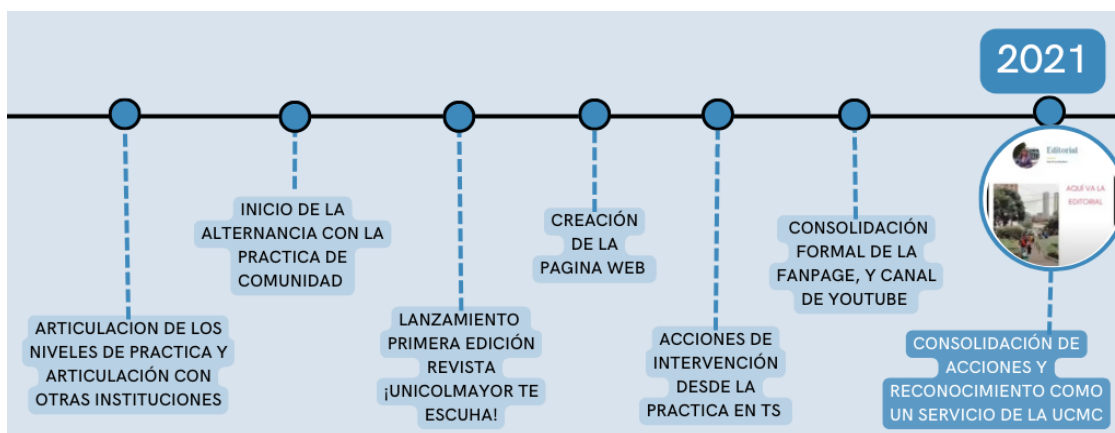 2021
Editorial
AQUÍ VA LA
EDITORIAL
ARTICULACION DE LOS
NIVELES DE PRACTICA Y
ARTICULACIÓN CON
OTRAS INSTITUCIONES
INICIO DE LA
ALTERNANCIA CON LA
PRACTICA DE
COMUNIDAD
LANZAMIENTO
PRIMERA EDICIÓN
REVISTA
¡UNICOLMAYOR TE
ESCUHA!
CREACIÓN
DE LA
PAGINA WEB
ACCIONES DE
INTERVENCIÓN
DESDE LA
PRACTICA EN TS
CONSOLIDACIÓN
FORMAL DE LA
FANPAGE, Y CANAL
DE YOUTUBE
CONSOLIDACIÓN DE
ACCIONES Y
RECONOCIMIENTO COMO
UN SERVICIO DE LA UCMC